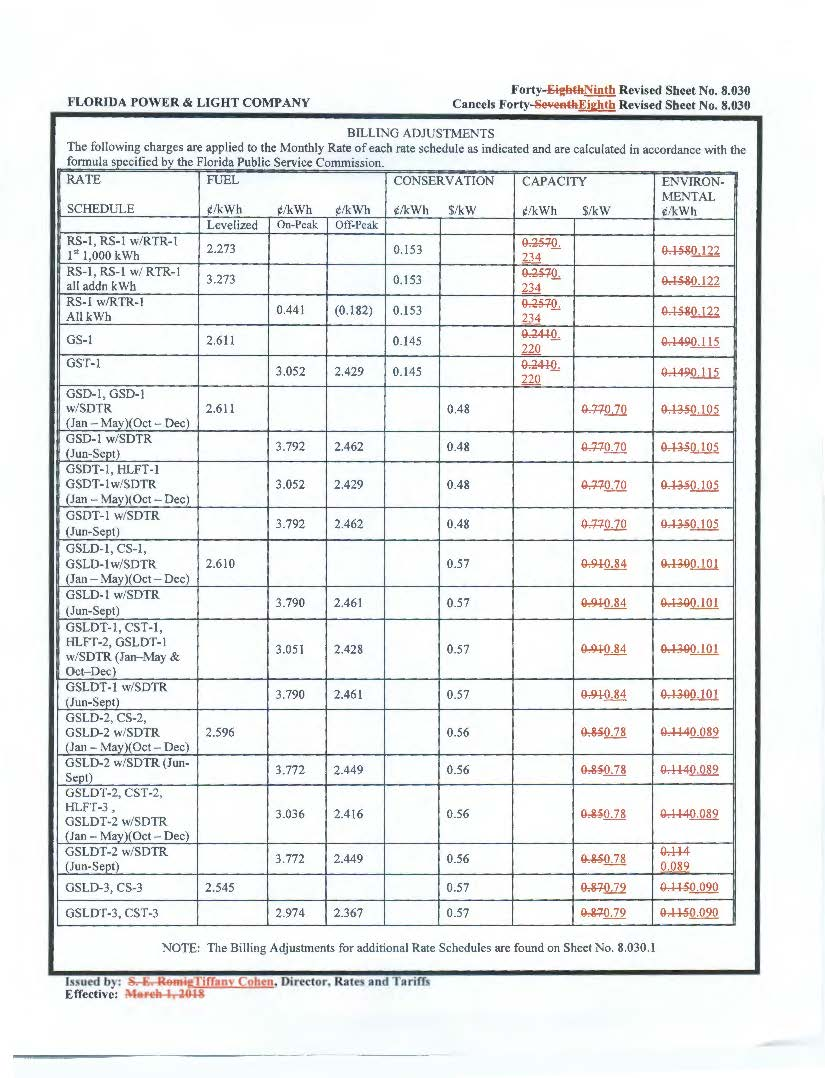 Forty-EighthNinth Revised Sheet No. 8.030
FLORIDA POWER & LIGHT COMPANY Cancels Forty-SeventhEighth Revised Sheet No. 8.030
BILLING ADJUSTMENTS
The following charges are applied to the Monthly Rate of each rate schedule as indicated and are calculated in accordance with the
formula specified by the Florida Public Service Commission.
RATE FUEL CONSERVATION CAPACITY ENVIRON-
MENTAL
SCHEDULE ¢/kWh ¢/kWh ¢/kWh ¢/kWh $/kW ¢/kWh $/kW ¢/kWh
Levelized On-Peak Off-Peak
RS-1, RS-1 w/RTR-1
1st 1,000 kWh 2.273 0.153 0.2570.
234 0.1580.122
RS-1, RS-1 w/ RTR-1
all addn kWh 3.273 0.153 0.2570.
234 0.1580.122
RS-1 w/RTR-1
All kWh 0.441 (0.182) 0.153 0.2570.
234 0.1580.122
GS-1 2.611 0.145 0.2410.
220 0.1490.115
GST-1 3.052 2.429 0.145 0.2410.
220 0.1490.115
GSD-1, GSD-1
w/SDTR 2.611 0.48 0.770.70 0.1350.105
(Jan – May)(Oct – Dec)
GSD-1 w/SDTR
(Jun-Sept) 3.792 2.462 0.48 0.770.70 0.1350.105
GSDT-1, HLFT-1
GSDT-1w/SDTR 3.052 2.429 0.48 0.770.70 0.1350.105
(Jan – May)(Oct – Dec)
GSDT-1 w/SDTR
(Jun-Sept) 3.792 2.462 0.48 0.770.70 0.1350.105
GSLD-1, CS-1,
GSLD-1w/SDTR 2.610 0.57 0.910.84 0.1300.101
(Jan – May)(Oct – Dec)
GSLD-1 w/SDTR
(Jun-Sept) 3.790 2.461 0.57 0.910.84 0.1300.101
GSLDT-1, CST-1,
HLFT-2, GSLDT-1
w/SDTR (Jan–May & 3.051 2.428 0.57 0.910.84 0.1300.101
Oct–Dec)
GSLDT-1 w/SDTR
(Jun-Sept) 3.790 2.461 0.57 0.910.84 0.1300.101
GSLD-2, CS-2,
GSLD-2 w/SDTR 2.596 0.56 0.850.78 0.1140.089
(Jan – May)(Oct – Dec)
GSLD-2 w/SDTR (Jun-
Sept) 3.772 2.449 0.56 0.850.78 0.1140.089
GSLDT-2, CST-2,
HLFT-3 ,
GSLDT-2 w/SDTR 3.036 2.416 0.56 0.850.78 0.1140.089
(Jan – May)(Oct – Dec)
GSLDT-2 w/SDTR
(Jun-Sept) 3.772 2.449 0.56 0.850.78 0.114
0.089
GSLD-3, CS-3 2.545 0.57 0.870.79 0.1150.090
GSLDT-3, CST-3 2.974 2.367 0.57 0.870.79 0.1150.090
NOTE: The Billing Adjustments for additional Rate Schedules are found on Sheet No. 8.030.1
Issued by: S. E. RomigTiffany Cohen, Director, Rates and Tariffs
Effective: March 1, 2018